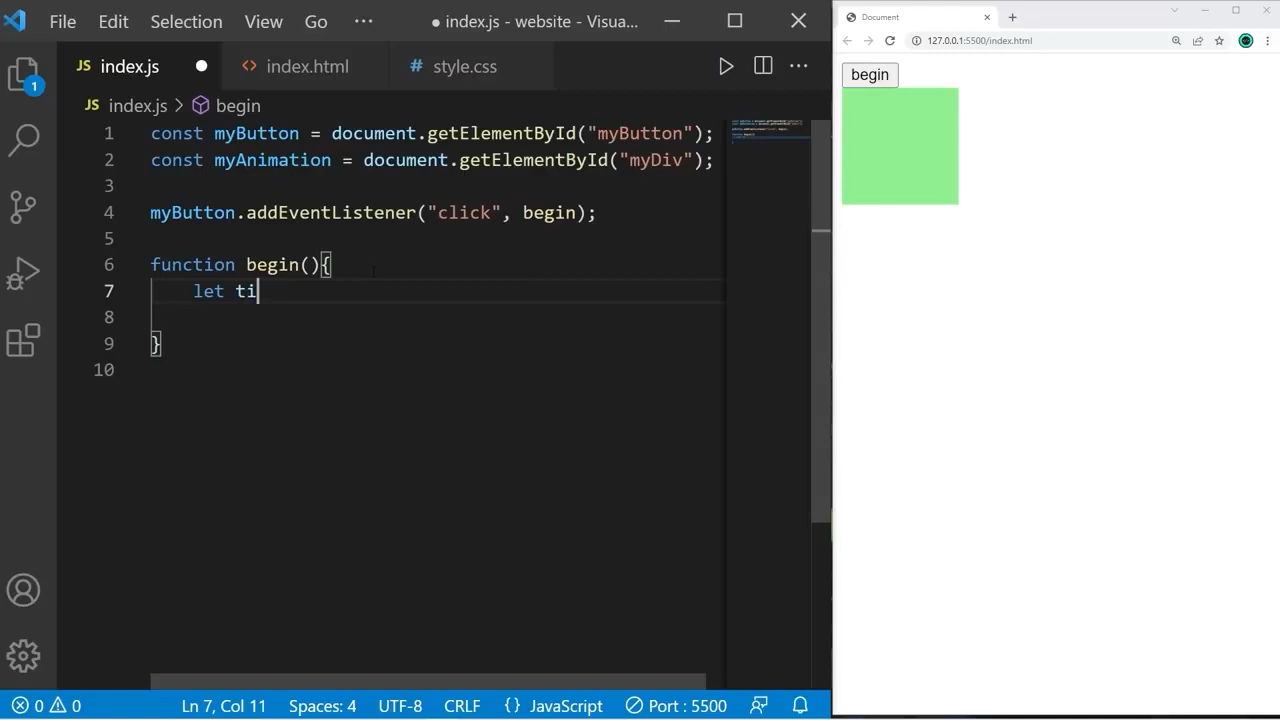 File Edit Selection View Go ··· ● index.js - website - Visua...
JS index.js ● <> index.html # style.css
JS index.js > begin
1 const myButton = document.getElementById("myButton");
2 const myAnimation = document.getElementById("myDiv");
3
4 myButton.addEventListener("click", begin);
5
6 function begin(){
7 let ti
8
9 }
10
1
0 0 Ln 7, Col 11 Spaces: 4 UTF-8 CRLF {} JavaScript Port : 5500
Document
127.0.0.1:5500/index.html
begin